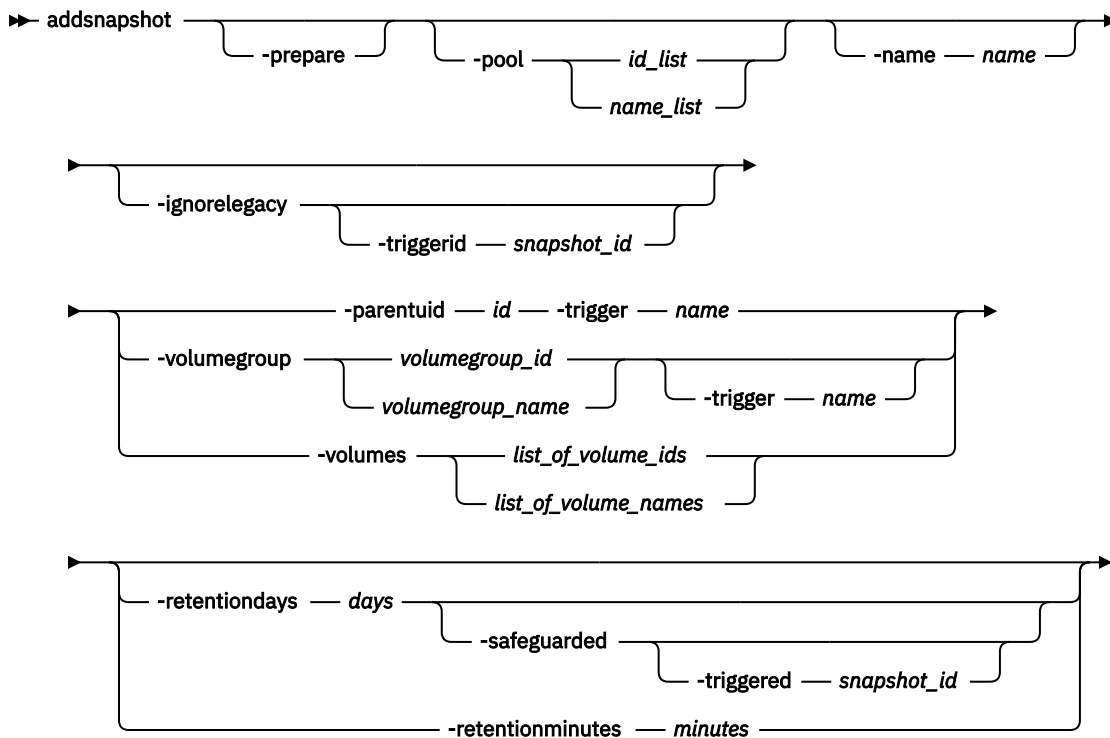 addsnapshot
-prepare -pool id_list -name name
name_list
-ignorelegacy
-triggerid snapshot_id
-parentuid id -trigger name
-volumegroup volumegroup_id
volumegroup_name -trigger name
-volumes list_of_volume_ids
list_of_volume_names
-retentiondays days
-safeguarded
-triggered snapshot_id
-retentionminutes minutes